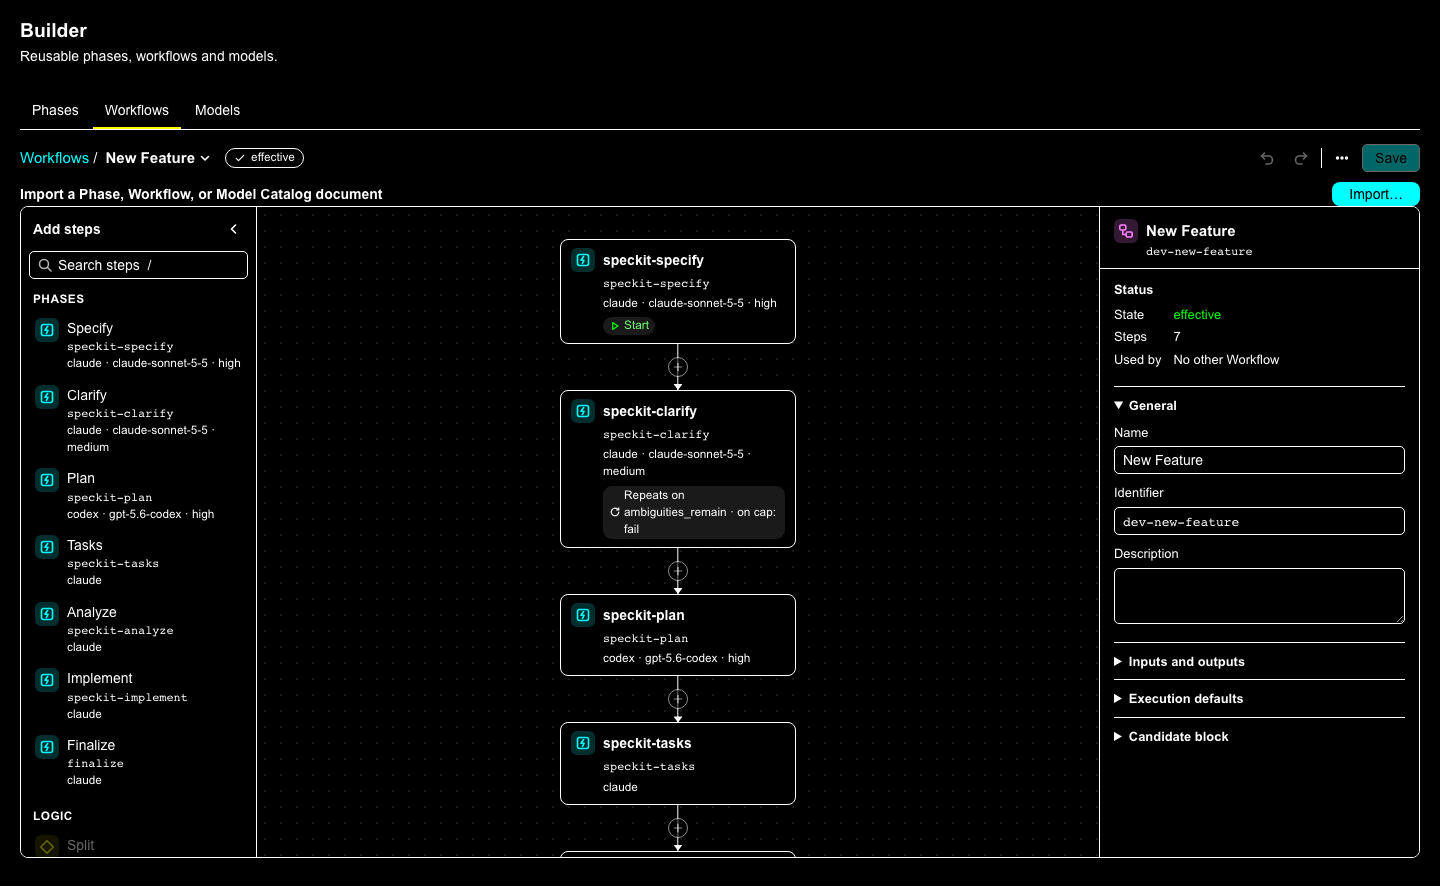 Builder
Reusable phases, workflows and models.
Phases
Workflows
Models
Workflows / New Feature
effective
Save
Import a Phase, Workflow, or Model Catalog document
Import…
Add steps
Search steps /
PHASES
Specify
speckit-specify
claude · claude-sonnet-5-5 · high
Clarify
speckit-clarify
claude · claude-sonnet-5-5 ·
medium
Plan
speckit-plan
codex · gpt-5.6-codex · high
Tasks
speckit-tasks
claude
Analyze
speckit-analyze
claude
Implement
speckit-implement
claude
Finalize
finalize
claude
LOGIC
Split
speckit-specify
speckit-specify
claude · claude-sonnet-5-5 · high
Start
speckit-clarify
speckit-clarify
claude · claude-sonnet-5-5 ·
medium
Repeats on
ambiguities_remain · on cap:
fail
speckit-plan
speckit-plan
codex · gpt-5.6-codex · high
speckit-tasks
speckit-tasks
claude
New Feature
dev-new-feature
Status
State effective
Steps 7
Used by No other Workflow
General
Name
New Feature
Identifier
dev-new-feature
Description
Inputs and outputs
Execution defaults
Candidate block